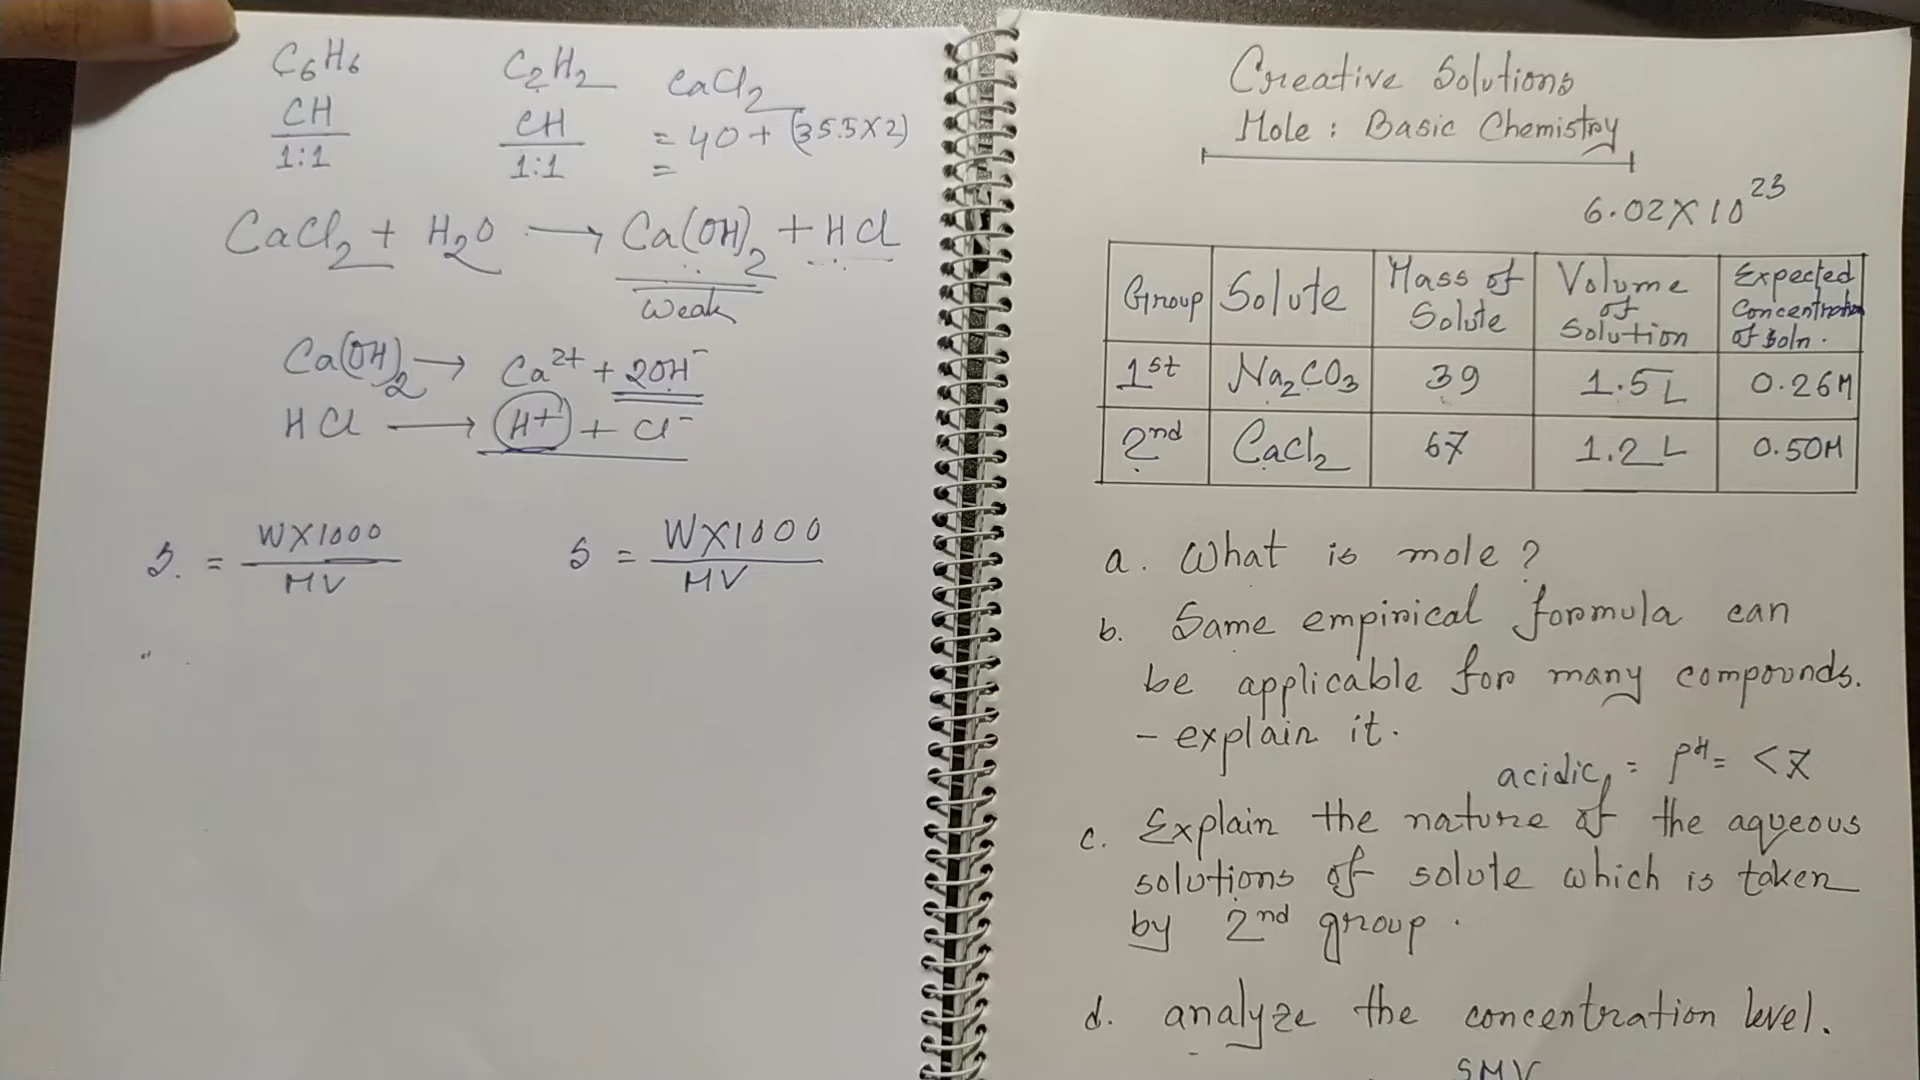 C6H6
CH
1:1
C2H2
CH
1:1
CaCl2
= 40 + (35.5X2)
=
CaCl2 + H2O → Ca(OH)2 + HCl
Weak
Ca(OH)2 → Ca2+ + 2OH-
HCl → H+ + Cl-
S. = WX1000
MV
S = WX1000
MV
Creative Solutions
Mole : Basic Chemistry
6.02X10^23
Group Solute Mass of Solute Volume of Solution Expected Concentration of Soln.
1st Na2CO3 39 1.5L 0.26M
2nd CaCl2 67 1.2L 0.50M
a. What is mole ?
b. Same empirical formula can
be applicable for many compounds.
- explain it.
acidic, = pH = <7
c. Explain the nature of the aqueous
solutions of solute which is taken
by 2nd group.
d. analyze the concentration level.
SMV